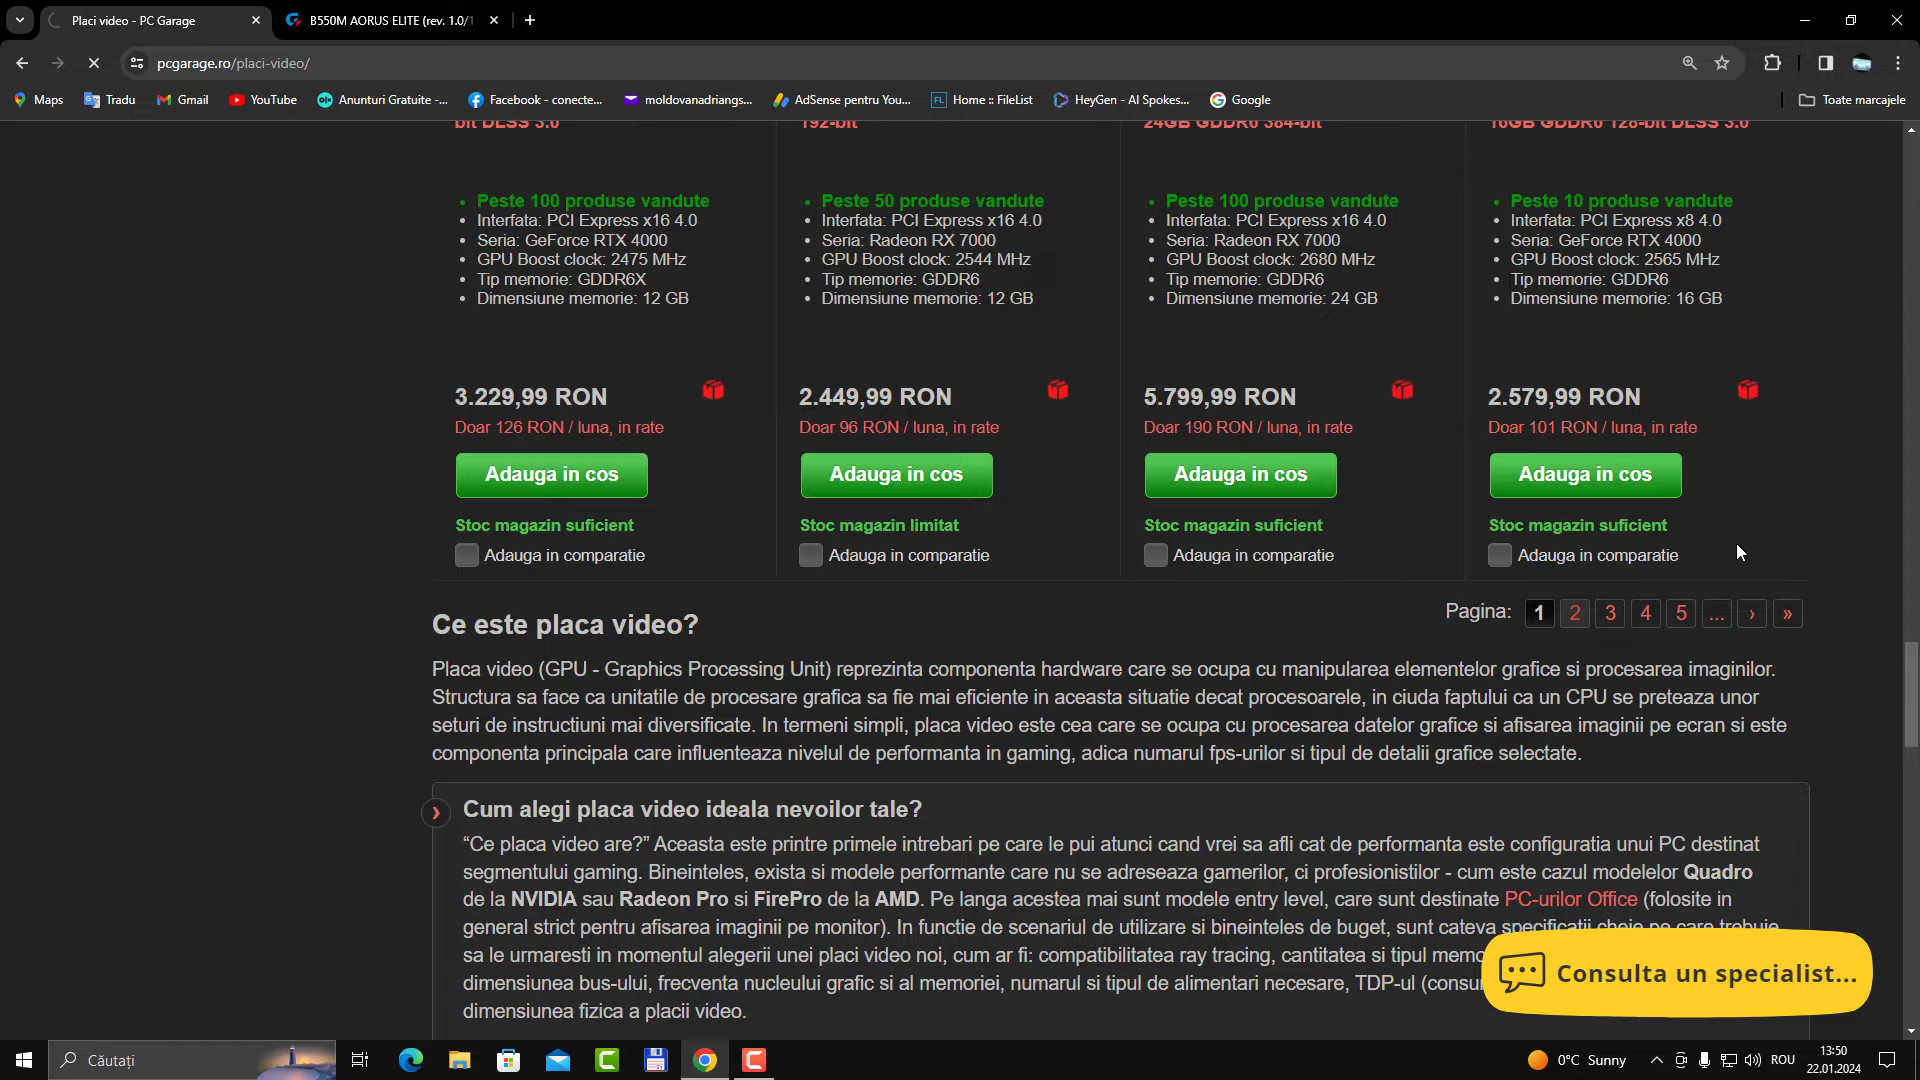 Placi video - PC Garage
B550M AORUS ELITE (rev. 1.0/1
pcgarage.ro/placi-video/
Maps
Tradu
Gmail
YouTube
Anunturi Gratuite -...
Facebook - conecte...
moldovanadriangs...
AdSense pentru You...
Home :: FileList
HeyGen - AI Spokes...
Google
Toate marcajele
bit DLSS 3.0
192-bit
24GB GDDR6 384-bit
16GB GDDR6 128-bit DLSS 3.0
Peste 100 produse vandute
Interfata: PCI Express x16 4.0
Seria: GeForce RTX 4000
GPU Boost clock: 2475 MHz
Tip memorie: GDDR6X
Dimensiune memorie: 12 GB
Peste 50 produse vandute
Interfata: PCI Express x16 4.0
Seria: Radeon RX 7000
GPU Boost clock: 2544 MHz
Tip memorie: GDDR6
Dimensiune memorie: 12 GB
Peste 100 produse vandute
Interfata: PCI Express x16 4.0
Seria: Radeon RX 7000
GPU Boost clock: 2680 MHz
Tip memorie: GDDR6
Dimensiune memorie: 24 GB
Peste 10 produse vandute
Interfata: PCI Express x8 4.0
Seria: GeForce RTX 4000
GPU Boost clock: 2565 MHz
Tip memorie: GDDR6
Dimensiune memorie: 16 GB
3.229,99 RON
Doar 126 RON / luna, in rate
Adauga in cos
Stoc magazin suficient
Adauga in comparatie
2.449,99 RON
Doar 96 RON / luna, in rate
Adauga in cos
Stoc magazin limitat
Adauga in comparatie
5.799,99 RON
Doar 190 RON / luna, in rate
Adauga in cos
Stoc magazin suficient
Adauga in comparatie
2.579,99 RON
Doar 101 RON / luna, in rate
Adauga in cos
Stoc magazin suficient
Adauga in comparatie
Pagina: 1 2 3 4 5 ... › »
Ce este placa video?
Placa video (GPU - Graphics Processing Unit) reprezinta componenta hardware care se ocupa cu manipularea elementelor grafice si procesarea imaginilor.
Structura sa face ca unitatile de procesare grafica sa fie mai eficiente in aceasta situatie decat procesoarele, in ciuda faptului ca un CPU se preteaza unor
seturi de instructiuni mai diversificate. In termeni simpli, placa video este cea care se ocupa cu procesarea datelor grafice si afisarea imaginii pe ecran si este
componenta principala care influenteaza nivelul de performanta in gaming, adica numarul fps-urilor si tipul de detalii grafice selectate.
Cum alegi placa video ideala nevoilor tale?
“Ce placa video are?” Aceasta este printre primele intrebari pe care le pui atunci cand vrei sa afli cat de performanta este configuratia unui PC destinat
segmentului gaming. Bineinteles, exista si modele performante care nu se adreseaza gamerilor, ci profesionistilor - cum este cazul modelelor Quadro
de la NVIDIA sau Radeon Pro si FirePro de la AMD. Pe langa acestea mai sunt modele entry level, care sunt destinate PC-urilor Office (folosite in
general strict pentru afisarea imaginii pe monitor). In functie de scenariul de utilizare si bineinteles de buget, sunt cateva specificatii cheie pe care trebuie
sa le urmaresti in momentul alegerii unei placi video noi, cum ar fi: compatibilitatea ray tracing, cantitatea si tipul memo
dimensiunea bus-ului, frecventa nucleului grafic si al memoriei, numarul si tipul de alimentari necesare, TDP-ul (consu
dimensiunea fizica a placii video.
Consulta un specialist...
Căutați
0°C Sunny
ROU
13:50
22.01.2024